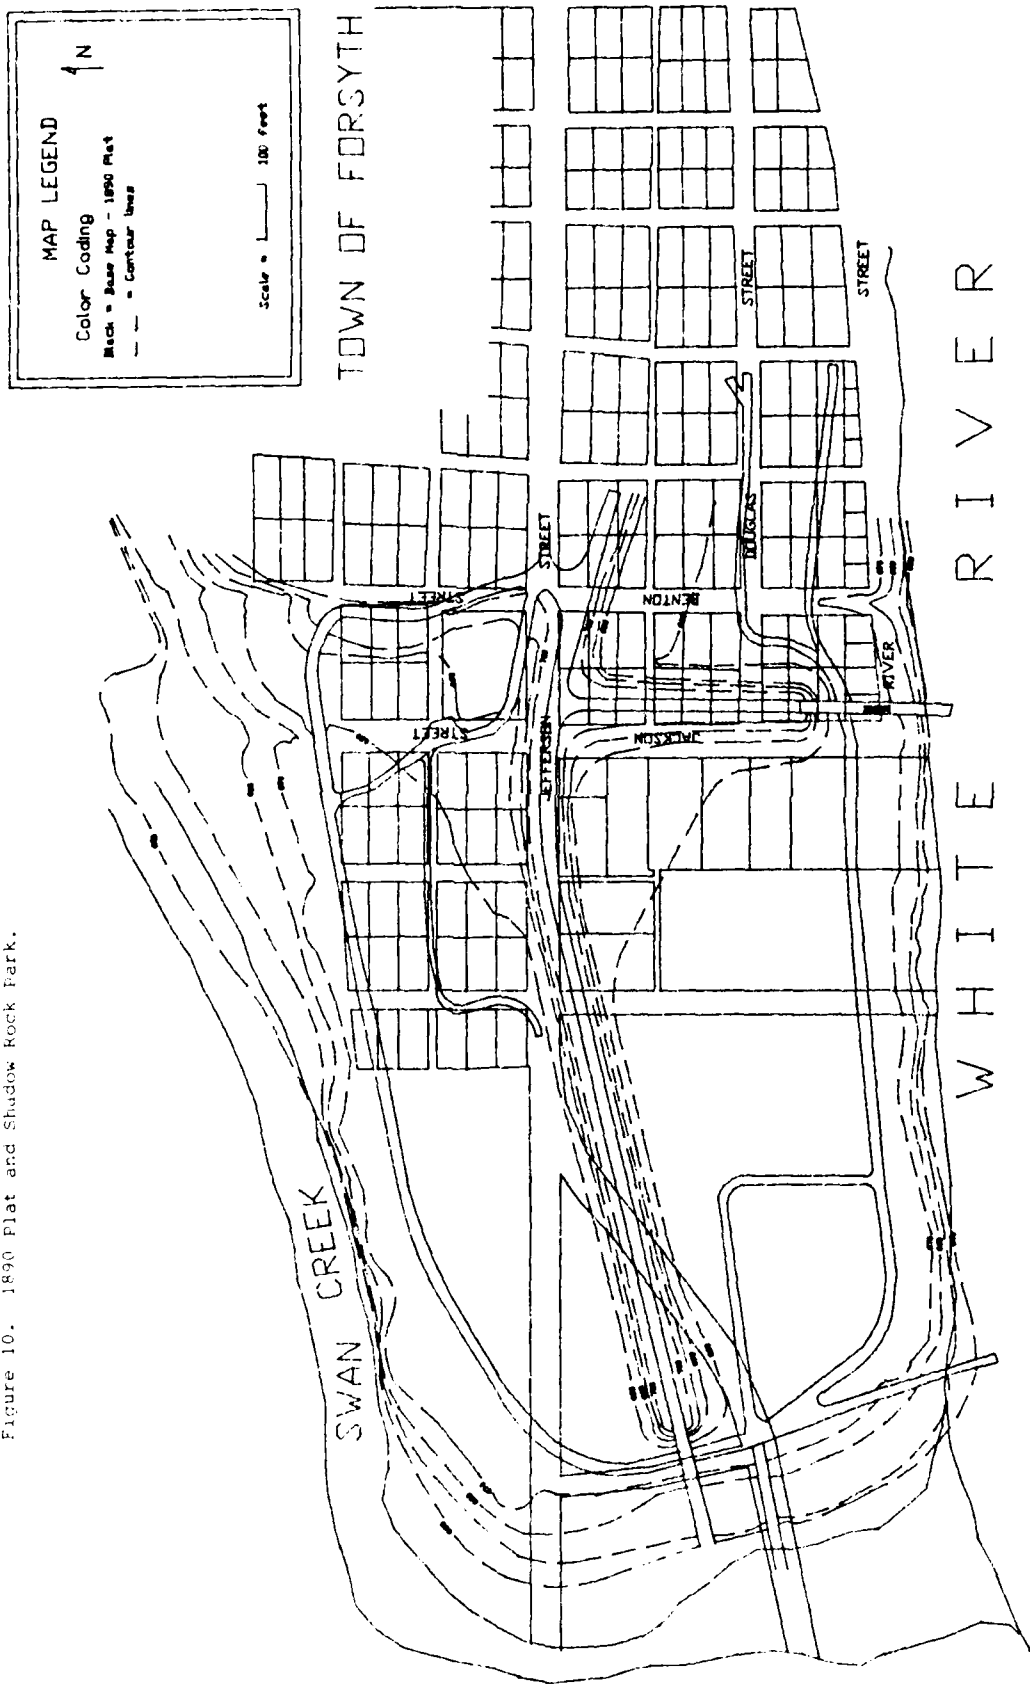 Figure 10. 1890 Plat and Shadow Rock Park.
MAP LEGEND
N
Color Coding
Black = Base Map - 1890 Plat
— — = Contour lines
Scale = 100 feet
TOWN OF FORSYTH
SWAN CREEK
STREET
STREET
JEFFERSON STREET
BENTON
JACKSON
DOUGLAS STREET
RIVER STREET
WHITE RIVER